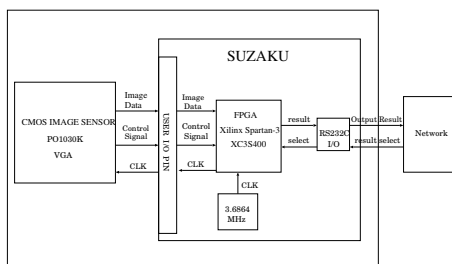 SUZAKU
Image
Data
Image
Data
CMOS IMAGE SENSOR
PO1030K
VGA
Control
Signal
CLK
USER I/O PIN
Control
Signal
CLK
FPGA
Xilinx Spartan-3
XC3S400
result
select
RS232C
I/O
Output Result
result select
Network
CLK
3.6864
MHz